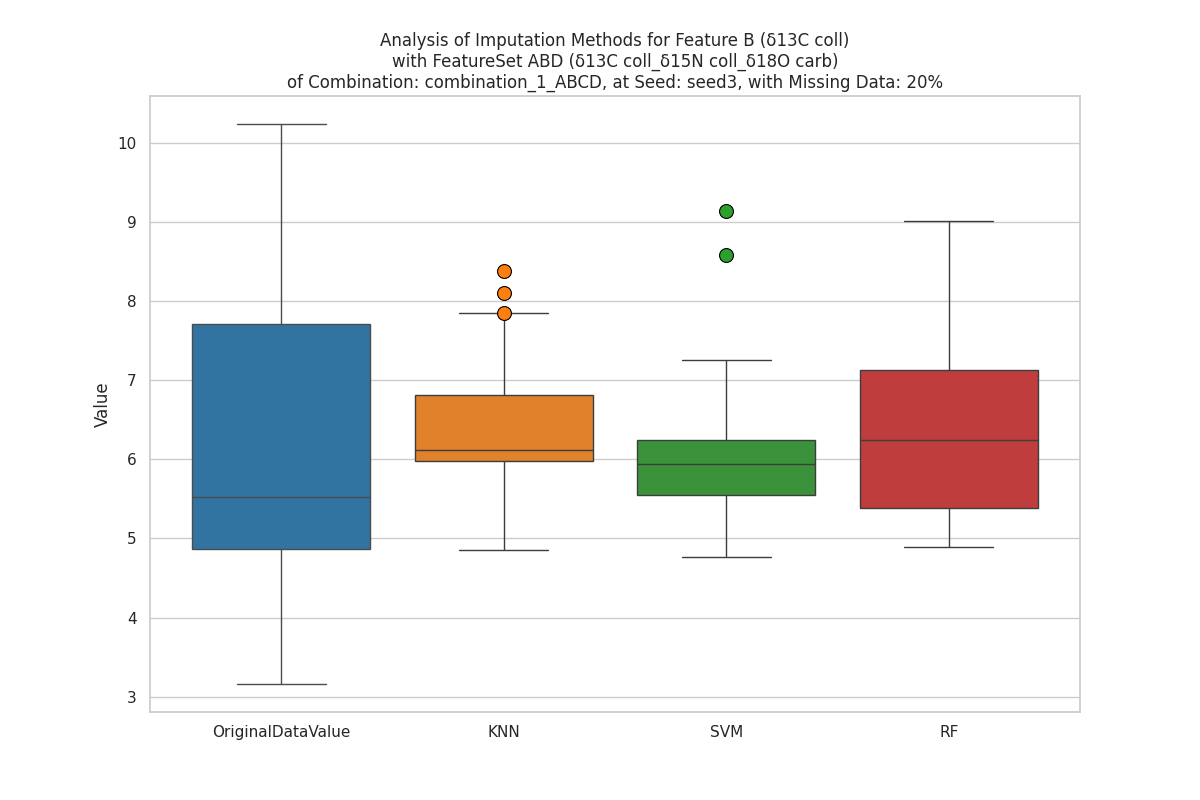 Analysis of Imputation Methods for Feature B (δ13C coll)
with FeatureSet ABD (δ13C coll_δ15N coll_δ18O carb)
of Combination: combination_1_ABCD, at Seed: seed3, with Missing Data: 20%
10
9
8
7
6
5
4
3
Value
OriginalDataValue
KNN
SVM
RF